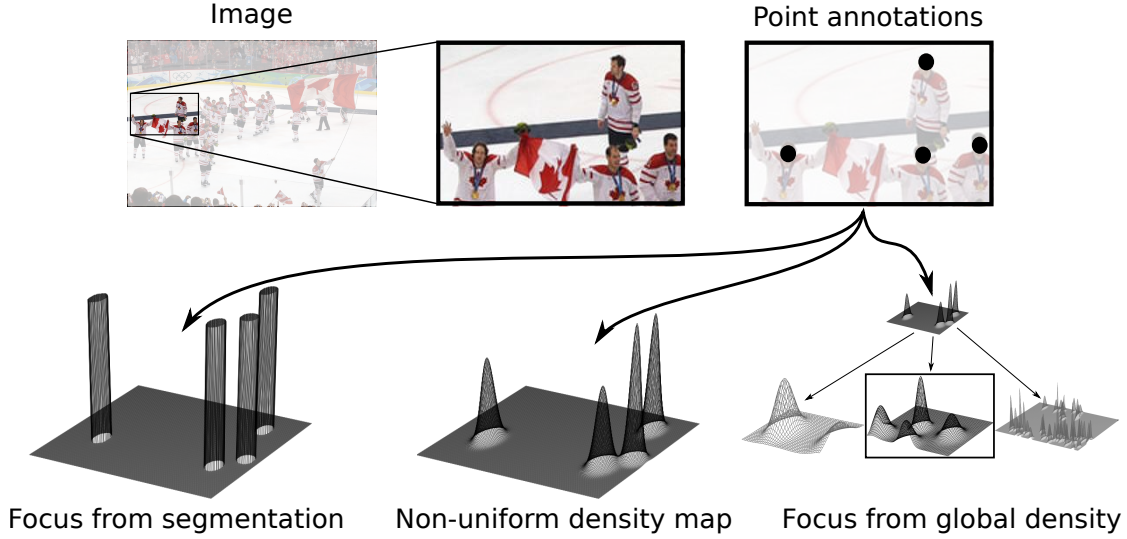 Image
Point annotations
Focus from segmentation
Non-uniform density map
Focus from global density